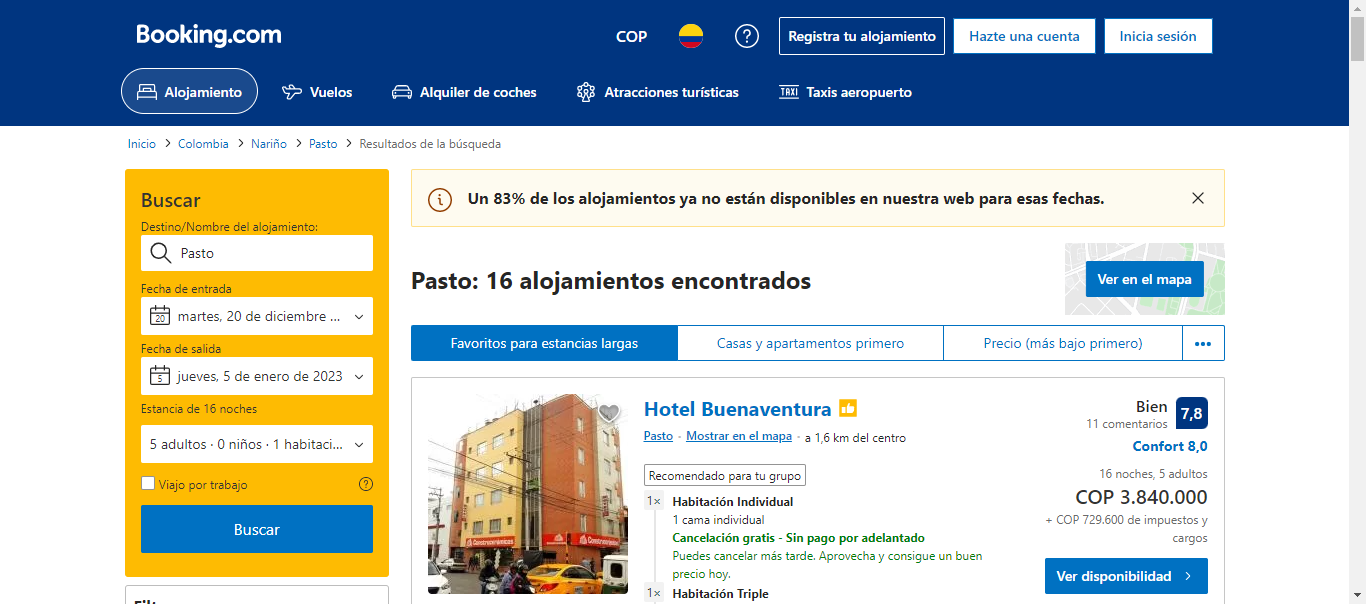 Booking.com
COP
Registra tu alojamiento
Hazte una cuenta
Inicia sesión
Alojamiento
Vuelos
Alquiler de coches
Atracciones turísticas
TAXI Taxis aeropuerto
Inicio > Colombia > Nariño > Pasto > Resultados de la búsqueda
Buscar
Destino/Nombre del alojamiento:
Pasto
Fecha de entrada
20 martes, 20 de diciembre ...
Fecha de salida
5 jueves, 5 de enero de 2023
Estancia de 16 noches
5 adultos · 0 niños · 1 habitaci...
Viajo por trabajo
Buscar
Un 83% de los alojamientos ya no están disponibles en nuestra web para esas fechas.
Pasto: 16 alojamientos encontrados
Ver en el mapa
Favoritos para estancias largas
Casas y apartamentos primero
Precio (más bajo primero)
Hotel Buenaventura
Pasto · Mostrar en el mapa · a 1,6 km del centro
Recomendado para tu grupo
1× Habitación Individual
1 cama individual
Cancelación gratis - Sin pago por adelantado
Puedes cancelar más tarde. Aprovecha y consigue un buen
precio hoy.
1× Habitación Triple
Bien
11 comentarios
7,8
Confort 8,0
16 noches, 5 adultos
COP 3.840.000
+ COP 729.600 de impuestos y
cargos
Ver disponibilidad